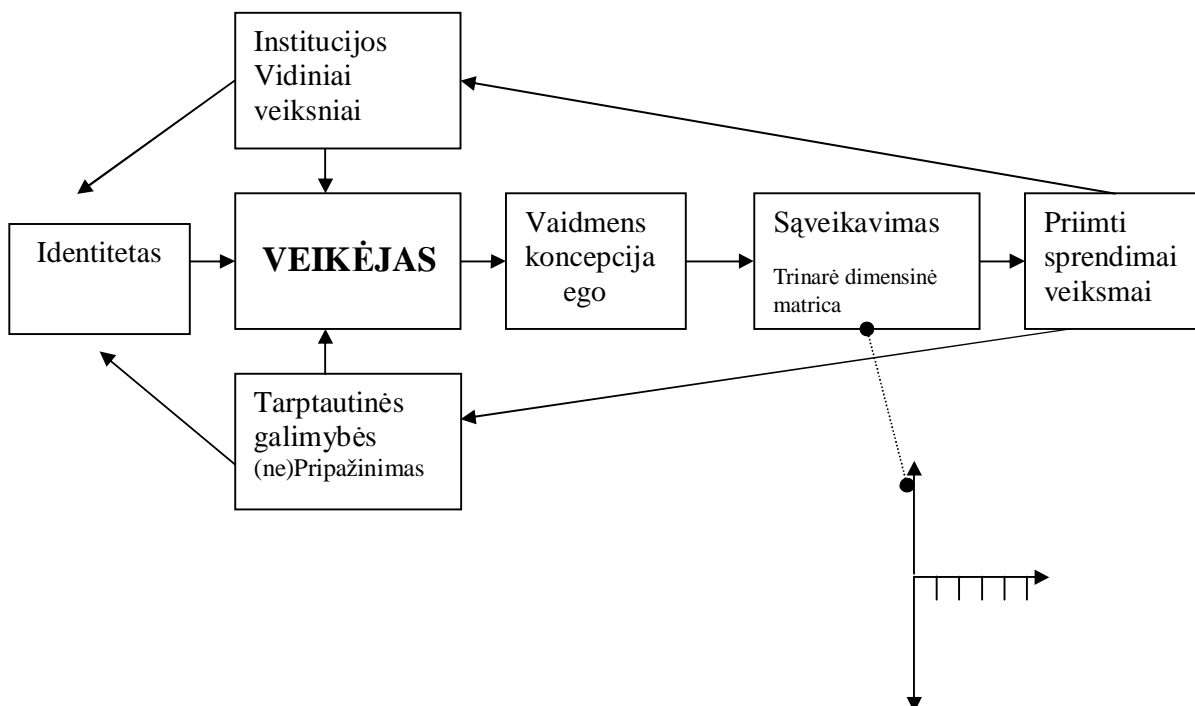 Institucijos
Vidiniai
veiksniai
Identitetas
VEIKĖJAS
Vaidmens
koncepcija
ego
Sąveikavimas
Trinarė dimensinė
matrica
Priimti
sprendimai
veiksmai
Tarptautinės
galimybės
(ne)Pripažinimas